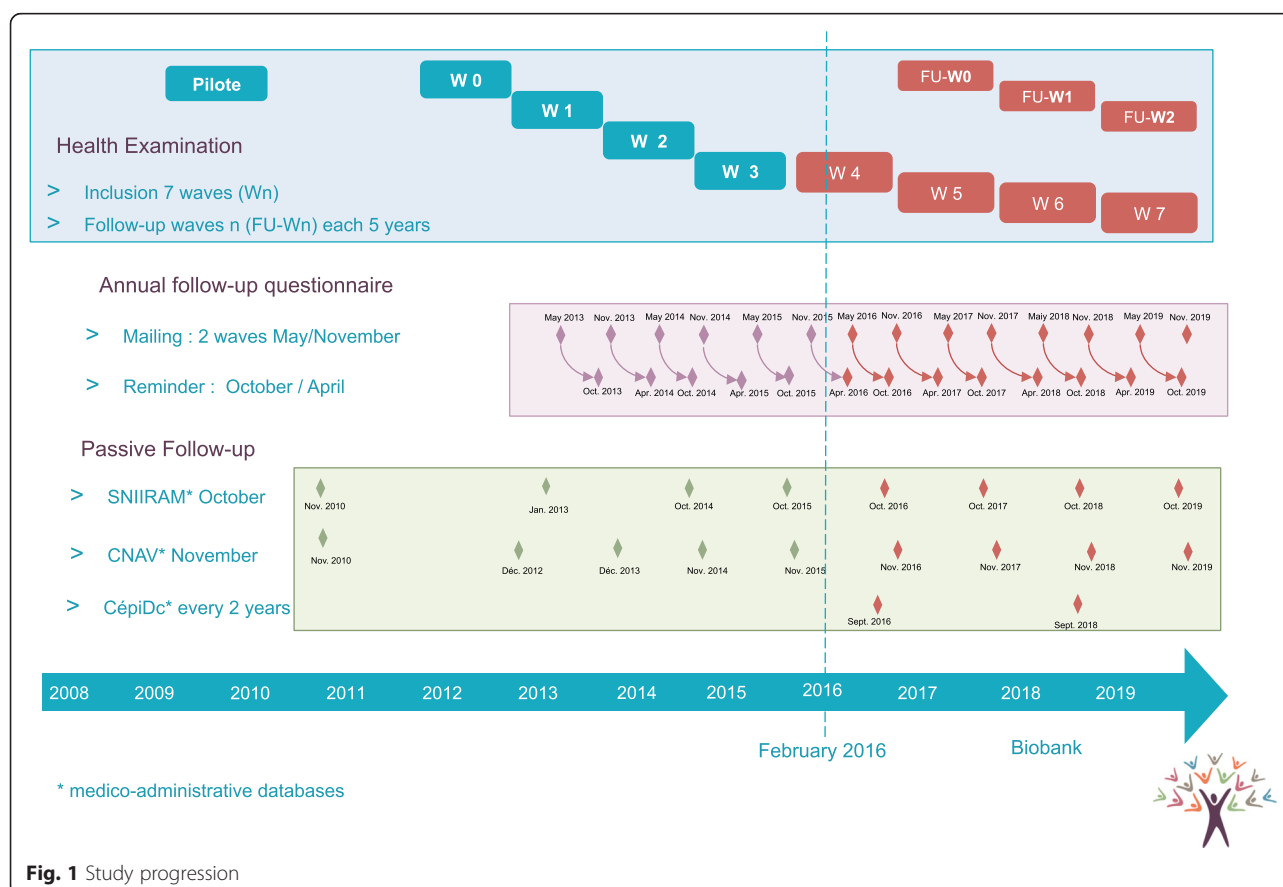 Pilote
W 0
W 1
W 2
W 3
W 4
W 5
W 6
W 7
FU-W0
FU-W1
FU-W2
Health Examination
> Inclusion 7 waves (Wn)
> Follow-up waves n (FU-Wn) each 5 years
Annual follow-up questionnaire
> Mailing : 2 waves May/November
> Reminder : October / April
May 2013 Nov. 2013 May 2014 Nov. 2014 May 2015 Nov. 2015 May 2016 Nov. 2016 May 2017 Nov. 2017 Maiy 2018 Nov. 2018 May 2019 Nov. 2019
Oct. 2013 Apr. 2014 Oct. 2014 Apr. 2015 Oct. 2015 Apr. 2016 Oct. 2016 Apr. 2017 Oct. 2017 Apr. 2018 Oct. 2018 Apr. 2019 Oct. 2019
Passive Follow-up
> SNIIRAM* October
Nov. 2010 Jan. 2013 Oct. 2014 Oct. 2015 Oct. 2016 Oct. 2017 Oct. 2018 Oct. 2019
> CNAV* November
Nov. 2010 Déc. 2012 Déc. 2013 Nov. 2014 Nov. 2015 Nov. 2016 Nov. 2017 Nov. 2018 Nov. 2019
> CépiDc* every 2 years
Sept. 2016 Sept. 2018
2008 2009 2010 2011 2012 2013 2014 2015 2016 2017 2018 2019
February 2016
Biobank
* medico-administrative databases
Fig. 1 Study progression